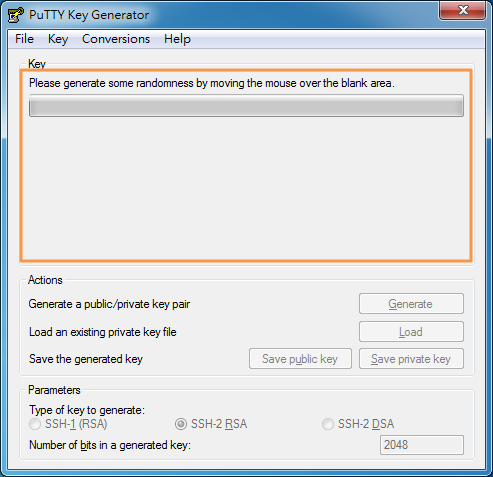 PuTTY Key Generator
File Key Conversions Help
Key
Please generate some randomness by moving the mouse over the blank area.
Actions
Generate a public/private key pair Generate
Load an existing private key file Load
Save the generated key Save public key Save private key
Parameters
Type of key to generate:
SSH-1 (RSA) SSH-2 RSA SSH-2 DSA
Number of bits in a generated key: 2048